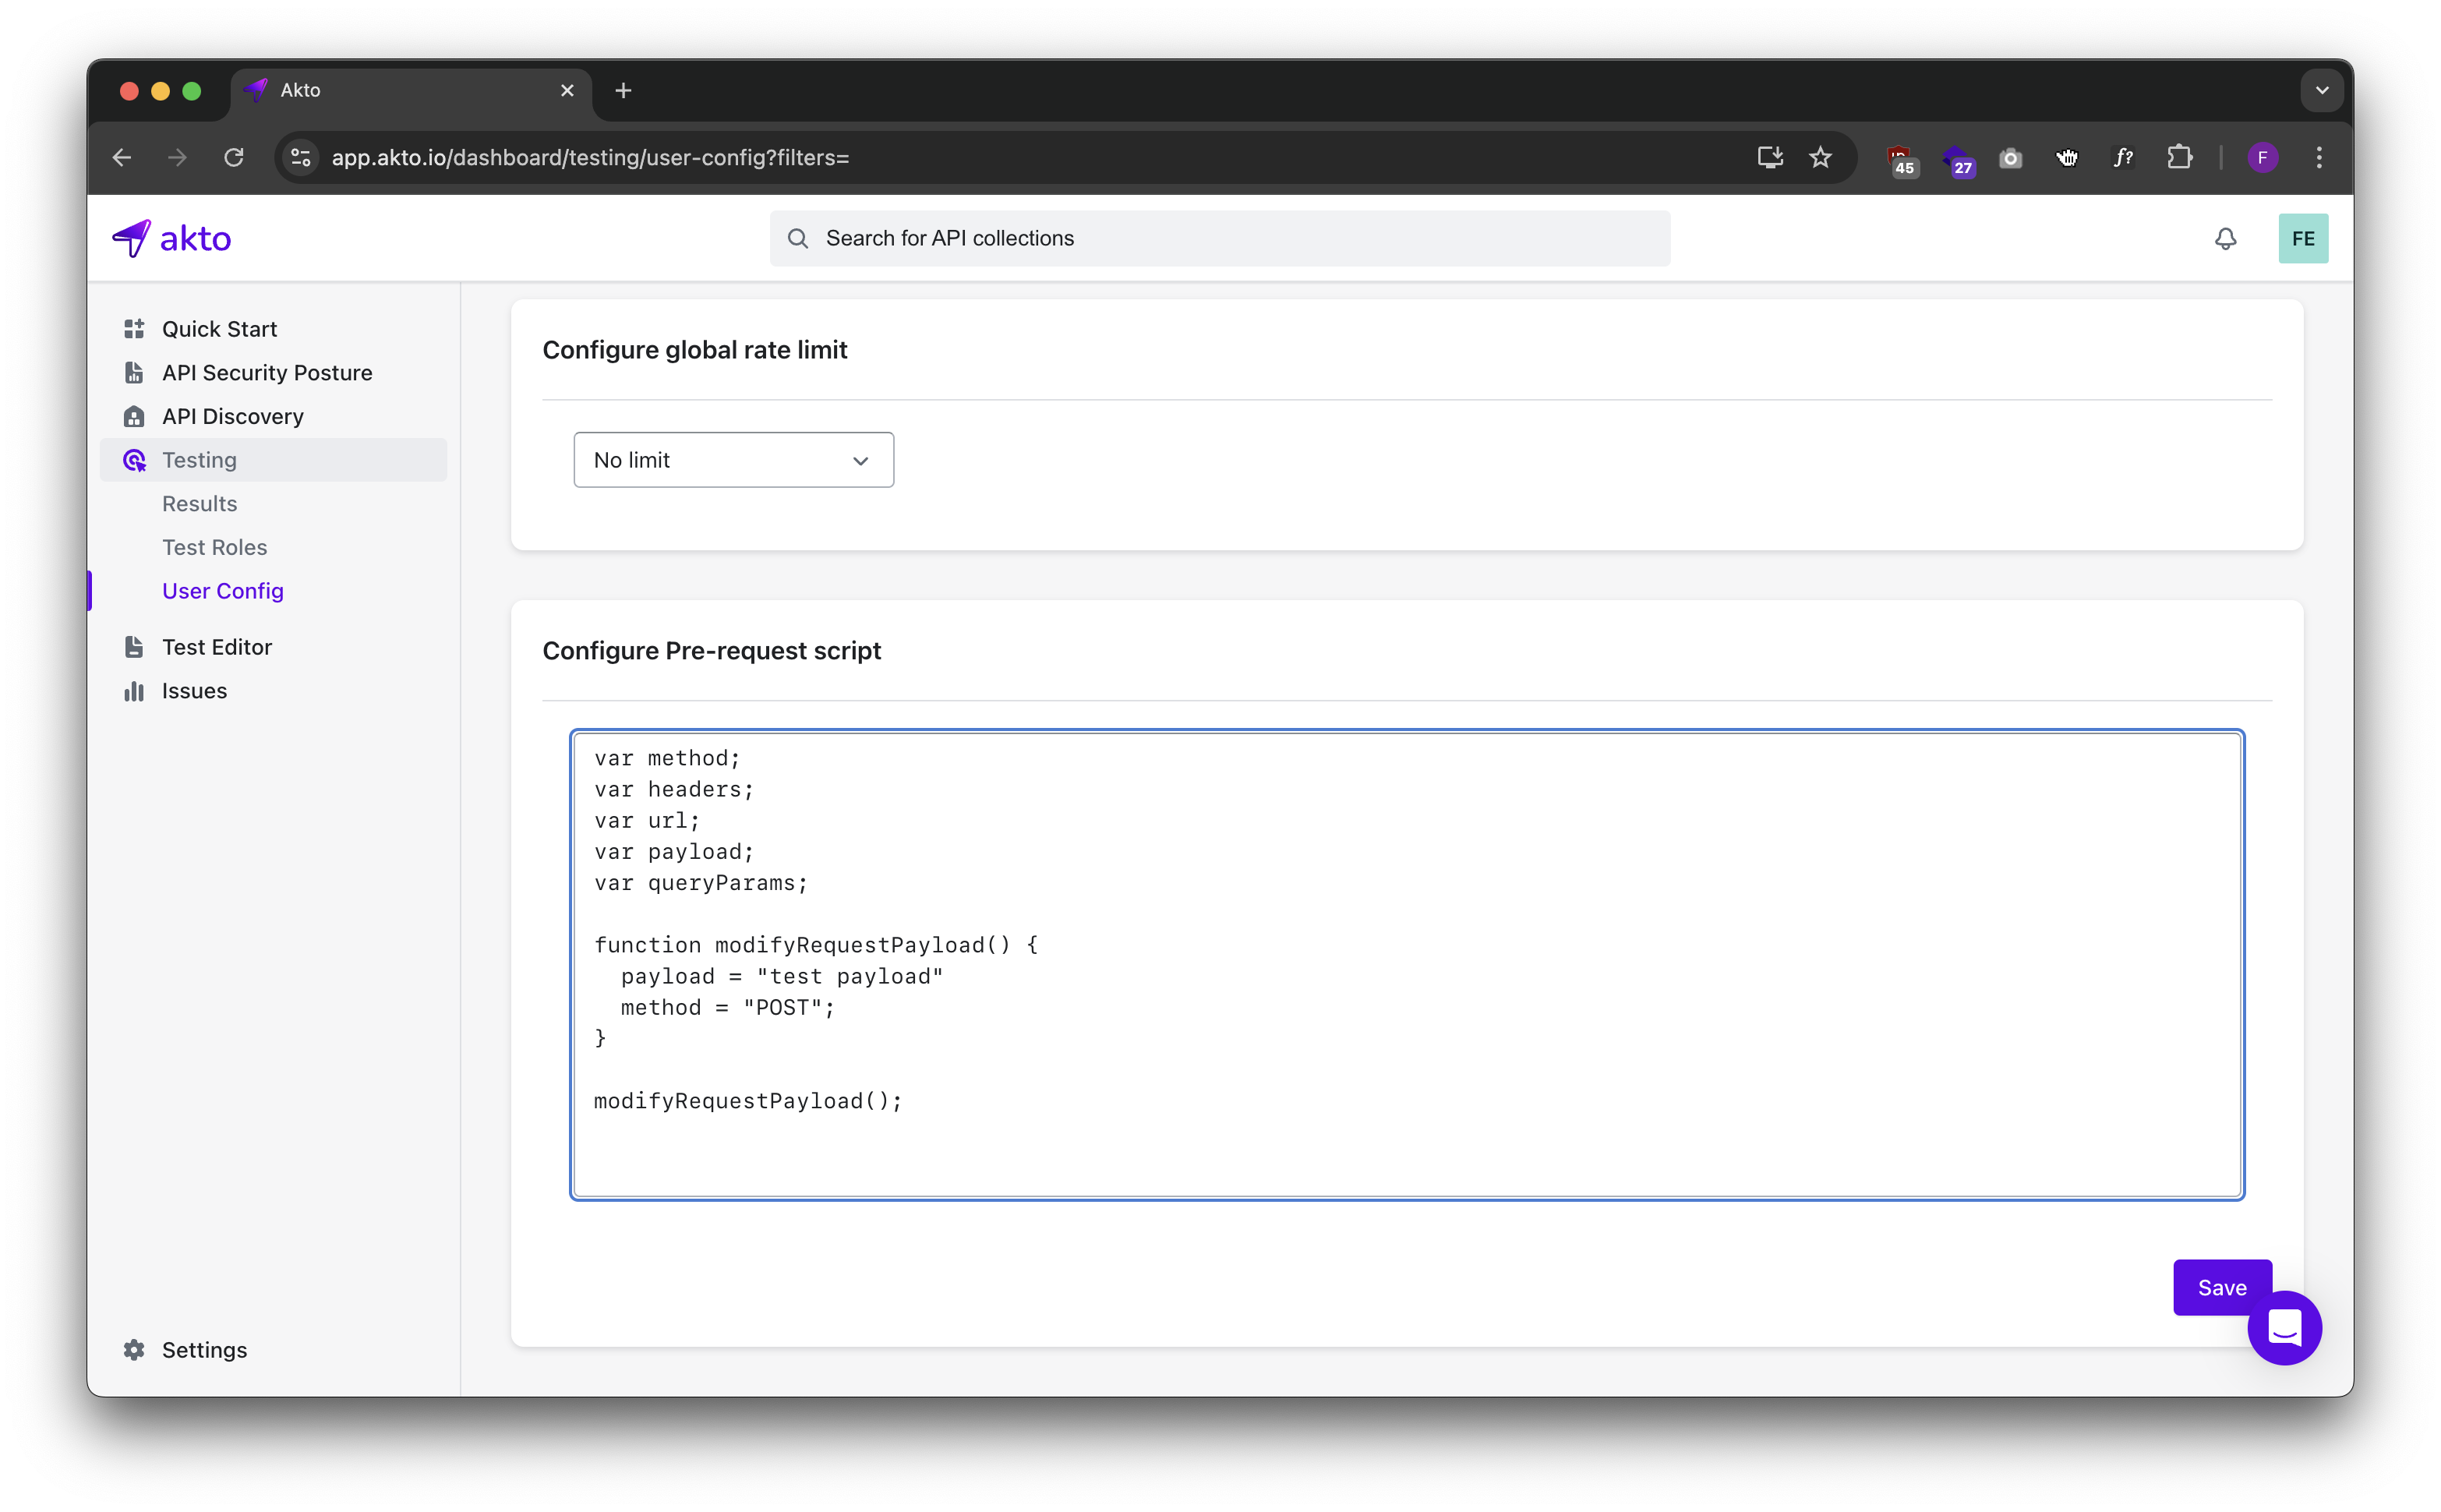 Akto
app.akto.io/dashboard/testing/user-config?filters=
45
27
f?
F
akto
Search for API collections
FE
Quick Start
API Security Posture
API Discovery
Testing
Results
Test Roles
User Config
Test Editor
Issues
Settings
Configure global rate limit
No limit
Configure Pre-request script
var method;
var headers;
var url;
var payload;
var queryParams;
function modifyRequestPayload() {
  payload = "test payload"
  method = "POST";
}
modifyRequestPayload();
Save